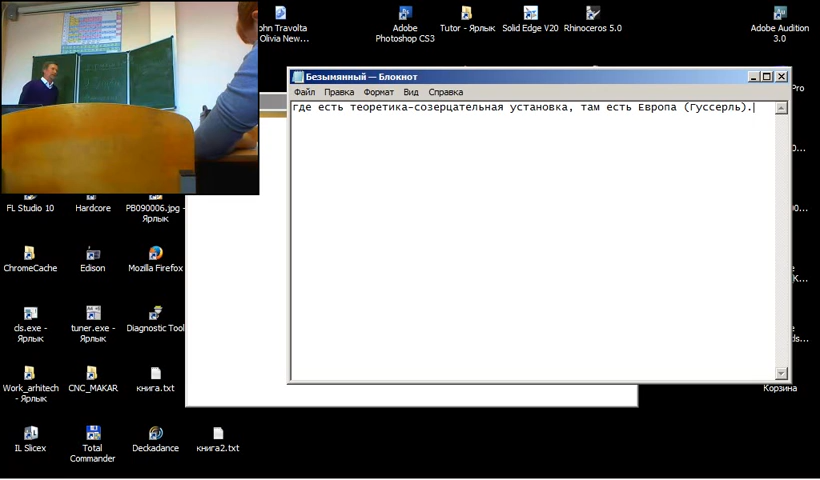 ohn Travolta
Olivia New...
Adobe
Photoshop CS3
Tutor - Ярлык
Solid Edge V20
Rhinoceros 5.0
Adobe Audition
3.0
Безымянный — Блокнот
Файл Правка Формат Вид Справка
где есть теоретика-созерцательная установка, там есть Европа (Гуссерль).
Pro
FL Studio 10
Hardcore
PB090006.jpg -
Ярлык
ChromeCache
Edison
Mozilla Firefox
cls.exe -
Ярлык
tuner.exe -
Ярлык
Diagnostic Tool
Work_arhitech
- Ярлык
CNC_MAKAR
книга.txt
Корзина
IL Slicex
Total
Commander
Deckadance
книга2.txt